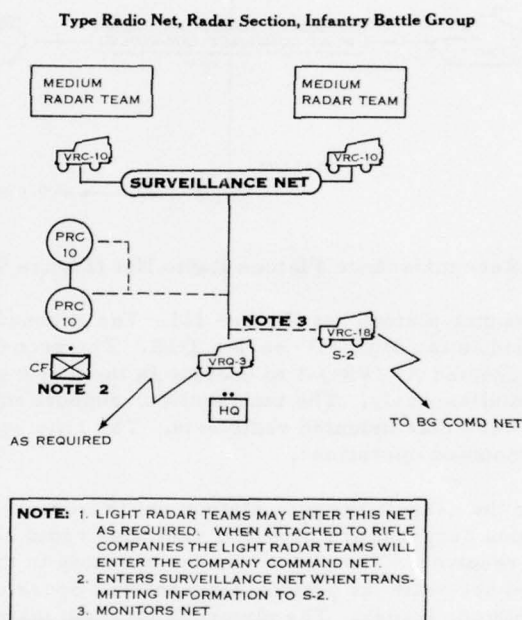 Type Radio Net, Radar Section, Infantry Battle Group
MEDIUM
RADAR TEAM
MEDIUM
RADAR TEAM
VRC-10
VRC-10
SURVEILLANCE NET
PRC
10
PRC
10
NOTE 3
VRC-18
S-2
CF
NOTE 2
VRQ-3
HQ
AS REQUIRED
TO BG COMD NET
NOTE: 1. LIGHT RADAR TEAMS MAY ENTER THIS NET
AS REQUIRED. WHEN ATTACHED TO RIFLE
COMPANIES THE LIGHT RADAR TEAMS WILL
ENTER THE COMPANY COMMAND NET.
2. ENTERS SURVEILLANCE NET WHEN TRANS-
MITTING INFORMATION TO S-2.
3. MONITORS NET